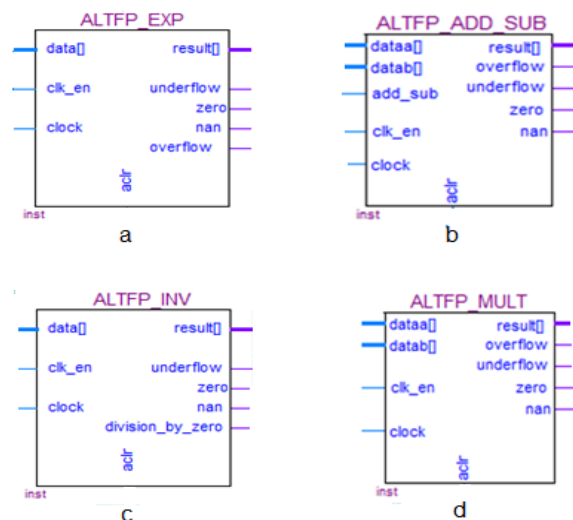 ALTFP_EXP
data[] result[]
clk_en underflow
zero
clock nan
overflow
aclr
inst
a
ALTFP_ADD_SUB
dataa[] result[]
datab[] overflow
underflow
add_sub
zero
clk_en nan
clock
aclr
inst
b
ALTFP_INV
data[] result[]
clk_en underflow
zero
clock nan
division_by_zero
aclr
inst
c
ALTFP_MULT
dataa[] result[]
datab[] overflow
underflow
clk_en zero
nan
clock
aclr
inst
d